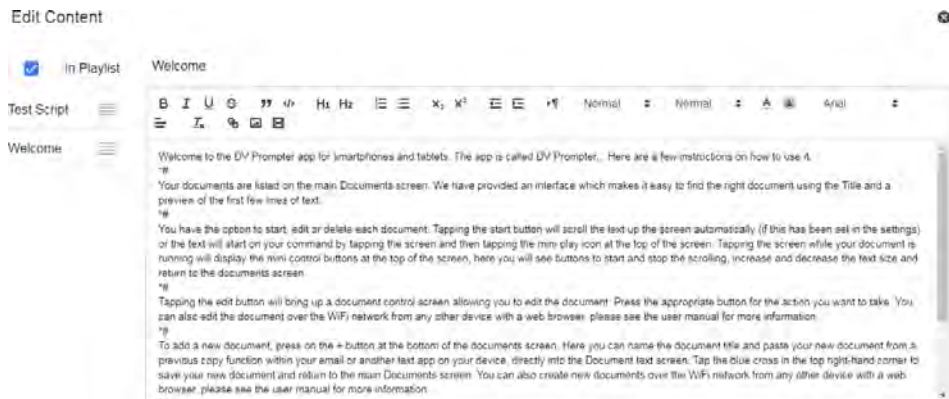 Edit Content
In Playlist
Test Script
Welcome
Welcome
B I U S ” </> H1 H2 X2 X2 Normal Normal A A Arial
Tx
Welcome to the DV Prompter app for smartphones and tablets. The app is called DV Prompter.. Here are a few instructions on how to use it.
*#
Your documents are listed on the main Documents screen. We have provided an interface which makes it easy to find the right document using the Title and a
preview of the first few lines of text.
*#
You have the option to start, edit or delete each document. Tapping the start button will scroll the text up the screen automatically (if this has been set in the settings)
or the text will start on your command by tapping the screen and then tapping the mini play icon at the top of the screen. Tapping the screen while your document is
running will display the mini control buttons at the top of the screen, here you will see buttons to start and stop the scrolling, increase and decrease the text size and
return to the documents screen.
*#
Tapping the edit button will bring up a document control screen allowing you to edit the document. Press the appropriate button for the action you want to take. You
can also edit the document over the WiFi network from any other device with a web browser, please see the user manual for more information.
*#
To add a new document, press on the + button at the bottom of the documents screen. Here you can name the document title and paste your new document from a
previous copy function within your email or another text app on your device, directly into the Document text screen. Tap the blue cross in the top right-hand corner to
save your new document and return to the main Documents screen. You can also create new documents over the WiFi network from any other device with a web
browser, please see the user manual for more information.